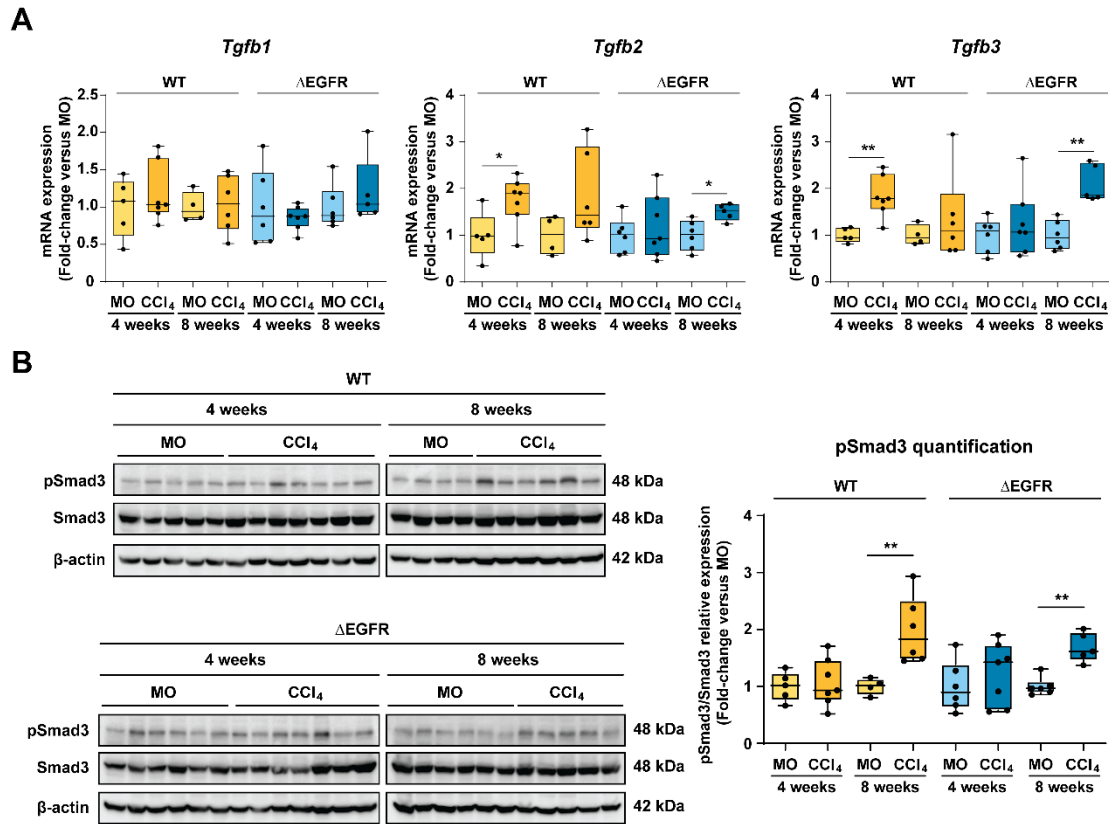 A
Tgfb1
WT ΔEGFR
mRNA expression
(Fold-change versus MO)
2.5
2.0
1.5
1.0
0.5
0
MO CCl₄ MO CCl₄ MO CCl₄ MO CCl₄
4 weeks 8 weeks 4 weeks 8 weeks
Tgfb2
WT ΔEGFR
mRNA expression
(Fold-change versus MO)
4
3
2
1
0
* *
MO CCl₄ MO CCl₄ MO CCl₄ MO CCl₄
4 weeks 8 weeks 4 weeks 8 weeks
Tgfb3
WT ΔEGFR
mRNA expression
(Fold-change versus MO)
4
3
2
1
0
** **
MO CCl₄ MO CCl₄ MO CCl₄ MO CCl₄
4 weeks 8 weeks 4 weeks 8 weeks
B
WT
4 weeks 8 weeks
MO CCl₄ MO CCl₄
pSmad3 48 kDa
Smad3 48 kDa
β-actin 42 kDa
ΔEGFR
4 weeks 8 weeks
MO CCl₄ MO CCl₄
pSmad3 48 kDa
Smad3 48 kDa
β-actin 42 kDa
pSmad3 quantification
WT ΔEGFR
pSmad3/Smad3 relative expression
(Fold-change versus MO)
4
3
2
1
0
** **
MO CCl₄ MO CCl₄ MO CCl₄ MO CCl₄
4 weeks 8 weeks 4 weeks 8 weeks